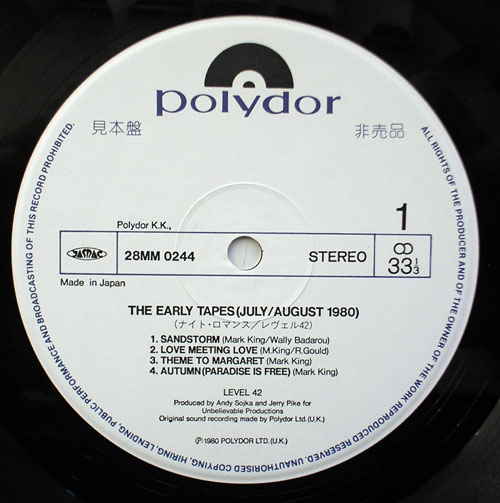 polydor
見本盤
非売品
1
Polydor K.K.,
JASRAC
28MM 0244
STEREO
33 1/3
Made in Japan
THE EARLY TAPES(JULY/AUGUST 1980)
(ナイト・ロマンス/レヴェル42)
1. SANDSTORM (Mark King/Wally Badarou)
2. LOVE MEETING LOVE (M.King/R.Gould)
3. THEME TO MARGARET (Mark King)
4. AUTUMN(PARADISE IS FREE) (Mark King)
LEVEL 42
Produced by Andy Sojka and Jerry Pike for
Unbelievable Productions
Original sound recording made by Polydor Ltd.(U.K.)
Ⓟ1980 POLYDOR LTD.(U.K.)
ALL RIGHTS OF THE PRODUCER AND OF THE OWNER OF THE WORK REPRODUCED RESERVED. UNAUTHORISED COPYING, HIRING, LENDING, PUBLIC PERFORMANCE AND BROADCASTING OF THIS RECORD PROHIBITED.